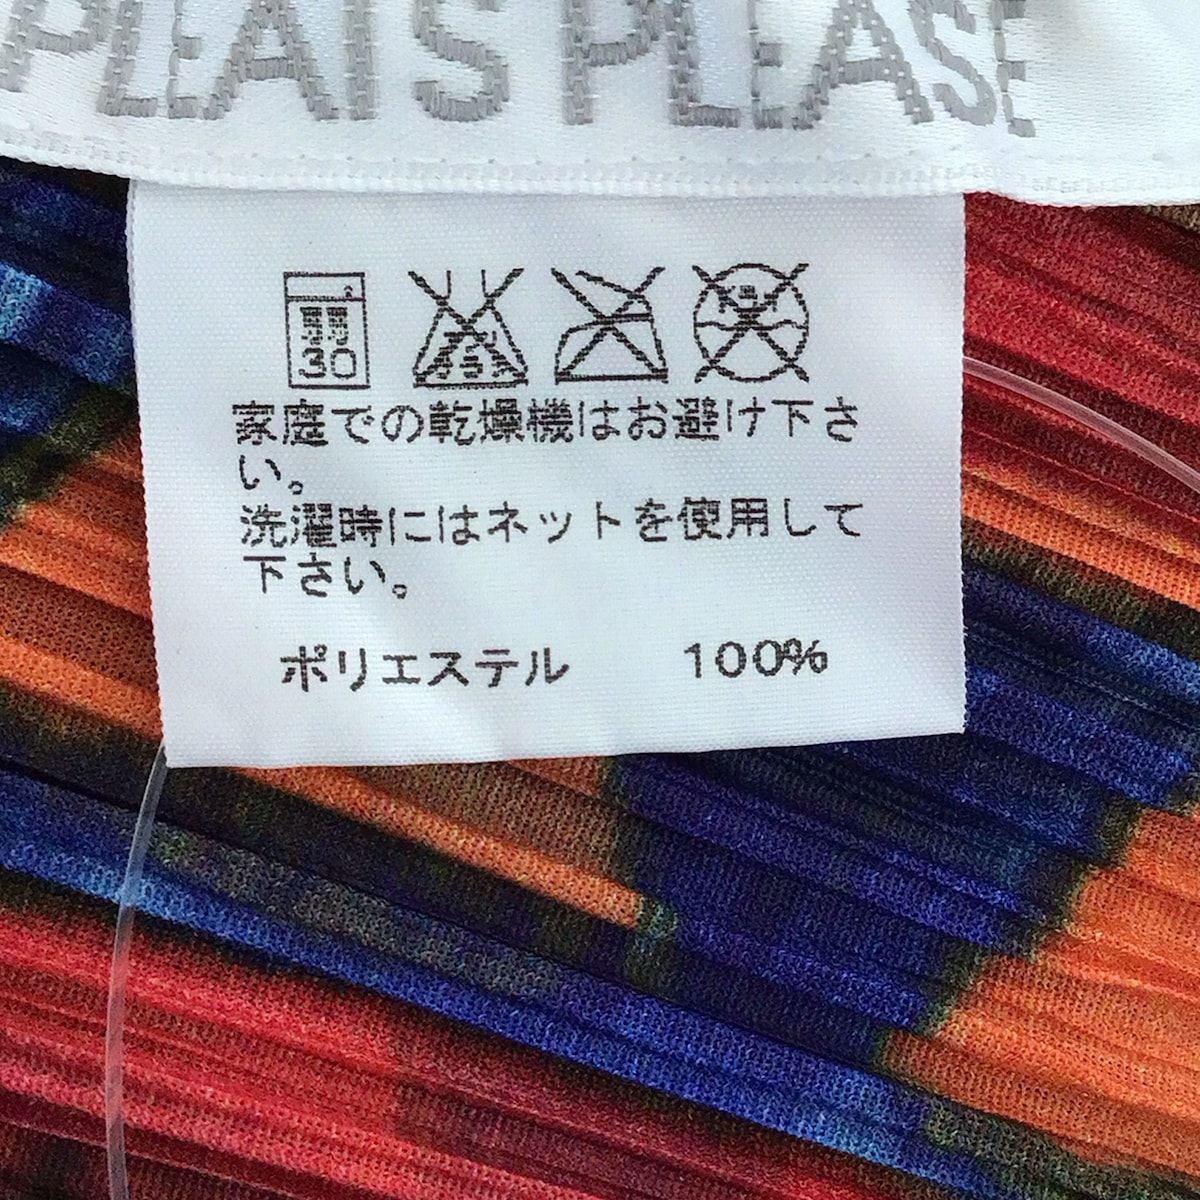 PLEATS PLEASE
弱
30
家庭での乾燥機はお避け下さ
い。
洗濯時にはネットを使用して
下さい。
ポリエステル 100%